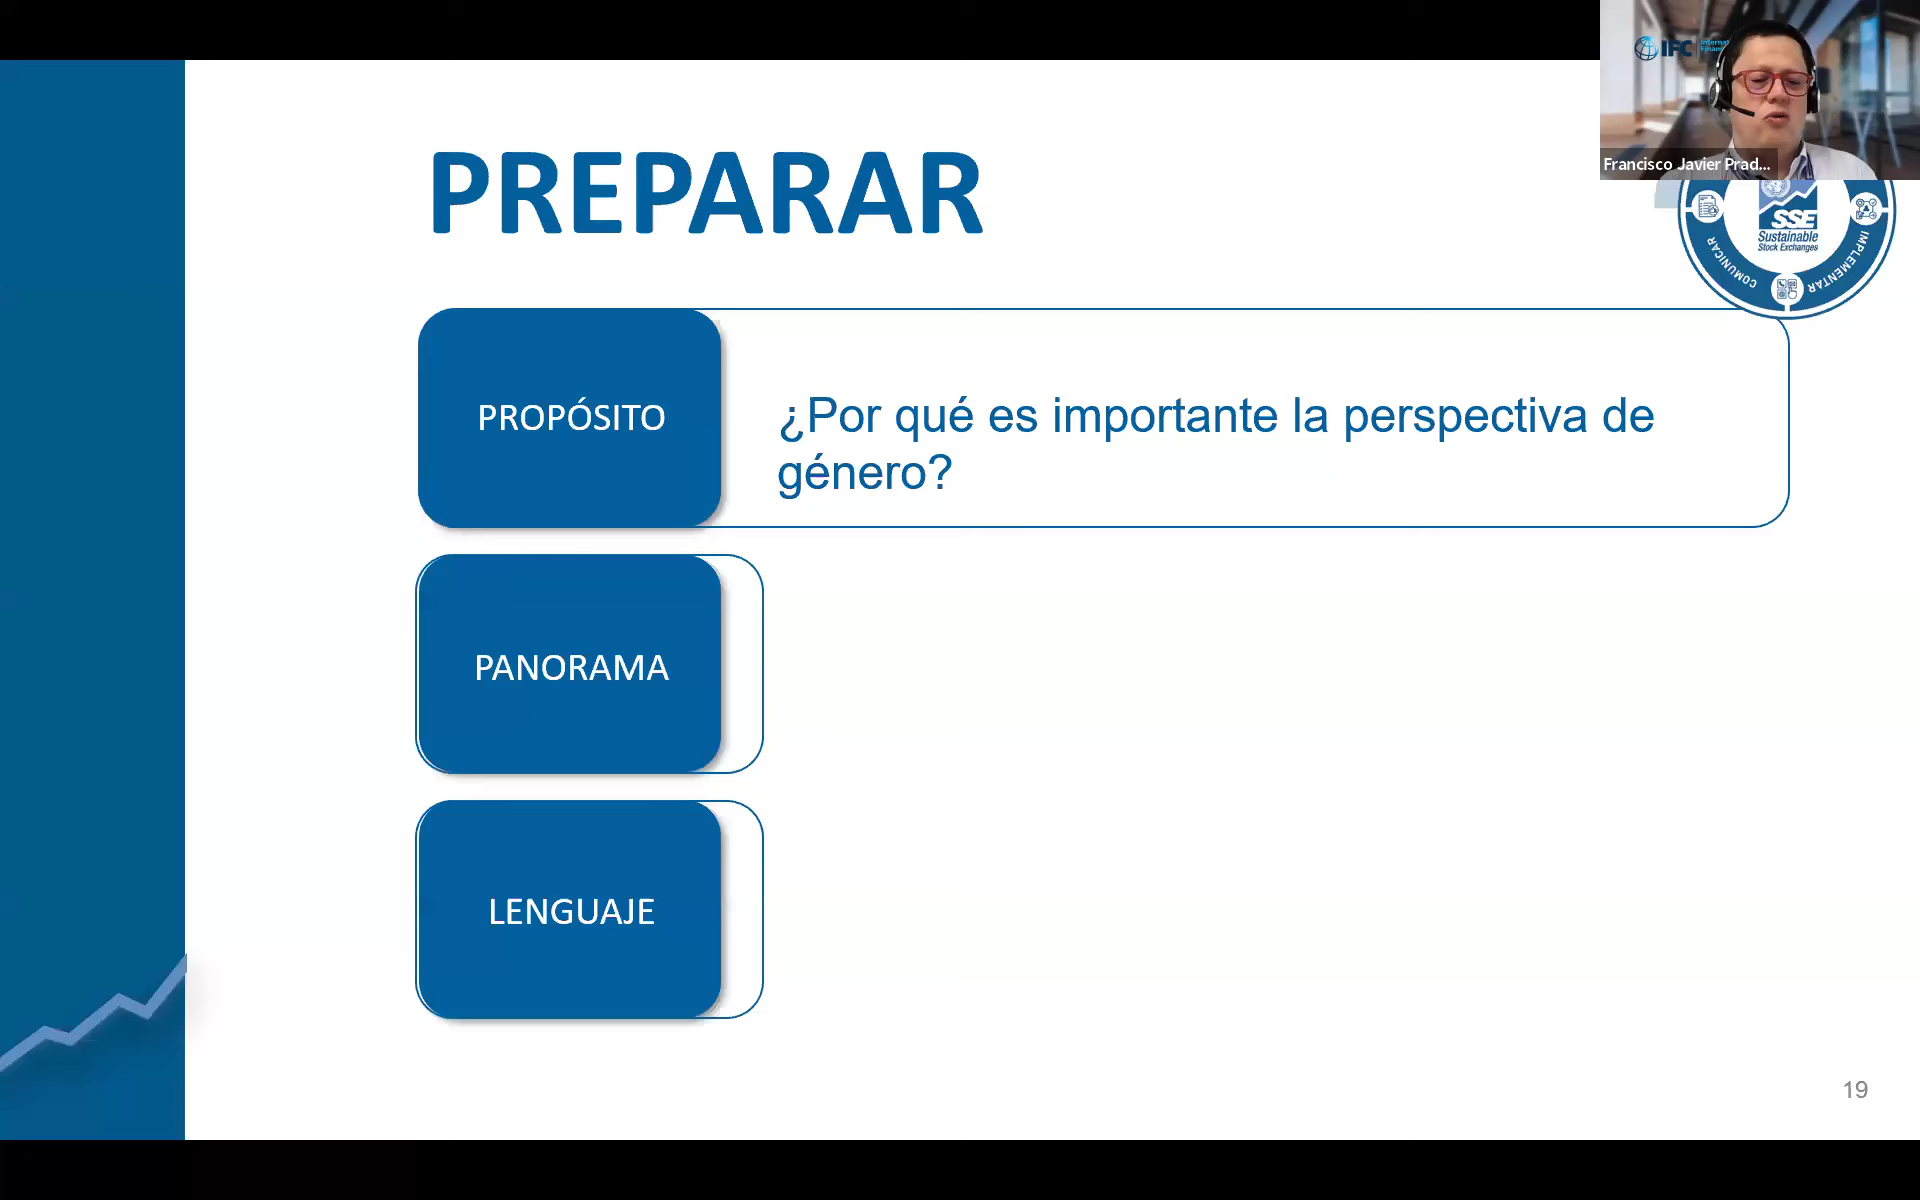 IFC
Francisco Javier Prad...
PREPARAR
SSE
Sustainable
Stock Exchanges
COMUNICAR
IMPLEMENTAR
PROPÓSITO
¿Por qué es importante la perspectiva de
género?
PANORAMA
LENGUAJE
19